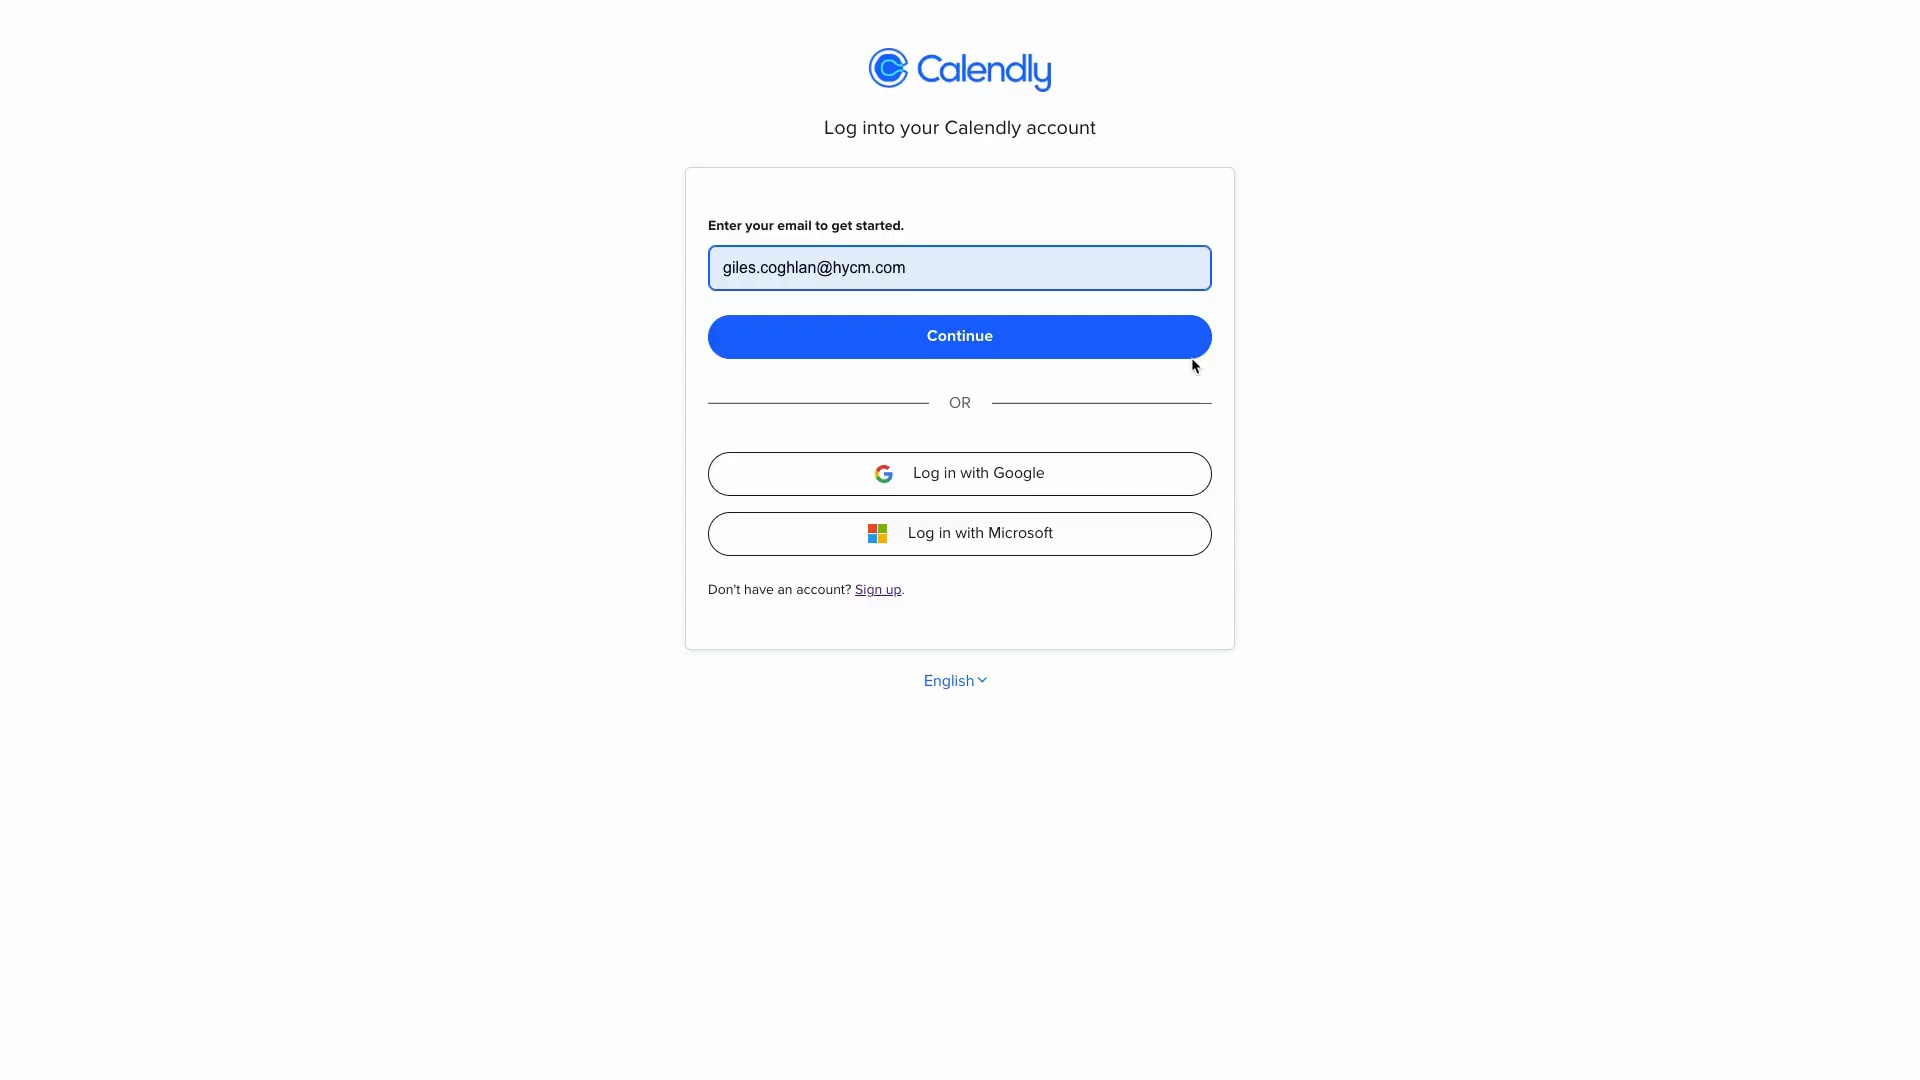 Calendly
Log into your Calendly account
Enter your email to get started.
giles.coghlan@hycm.com
Continue
OR
Log in with Google
Log in with Microsoft
Don't have an account? Sign up.
English